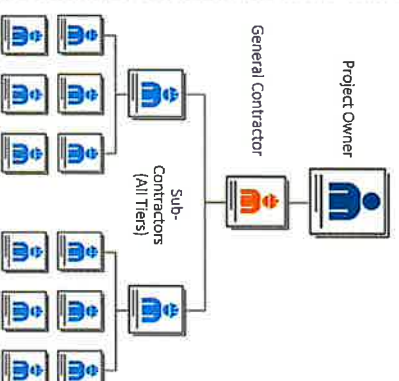 Project Owner
General Contractor
Sub-
Contractors
(All Tiers)